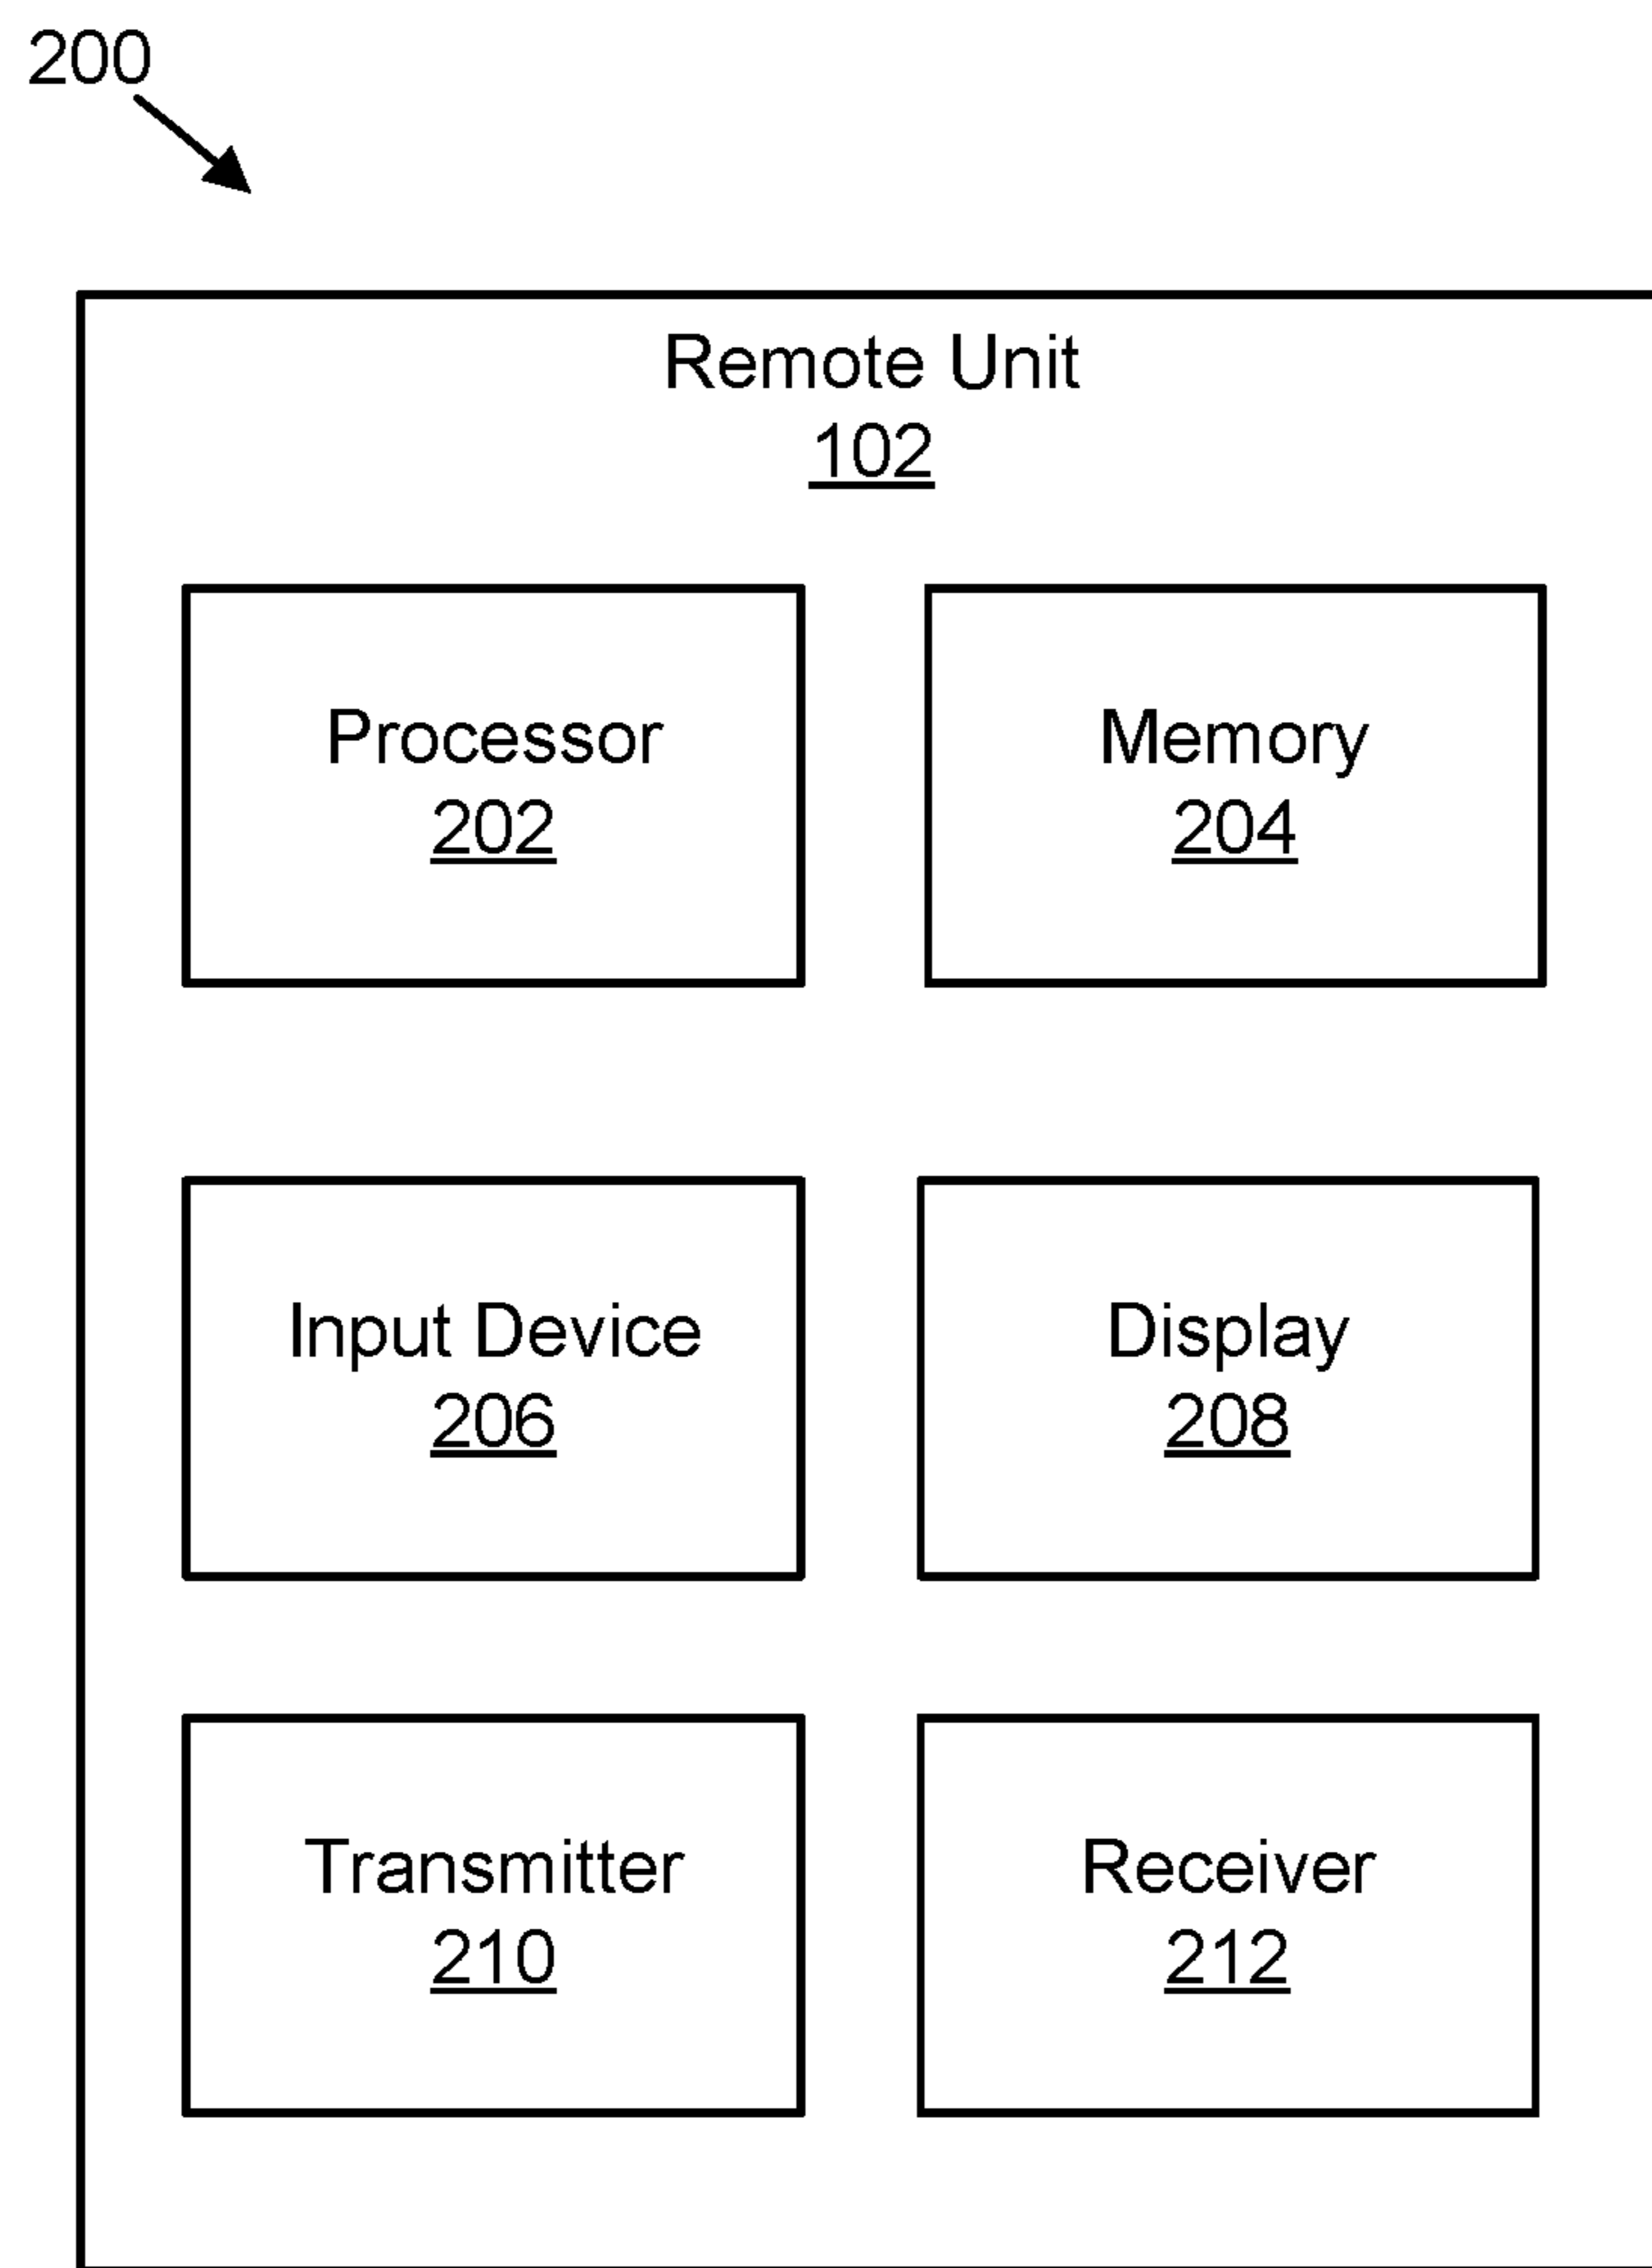 200
Remote Unit
102
Processor
202
Memory
204
Input Device
206
Display
208
Transmitter
210
Receiver
212